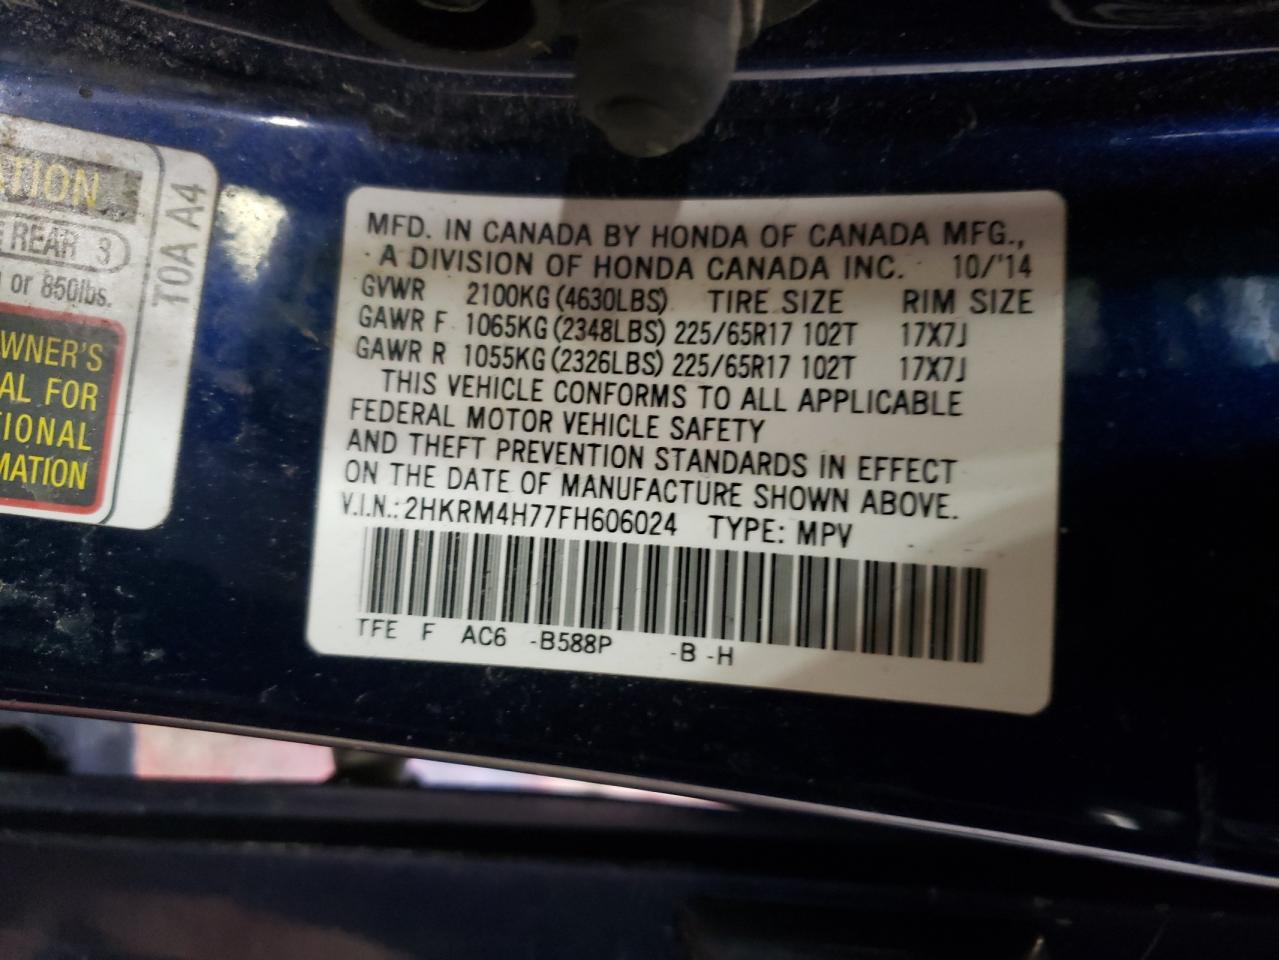 ATION
REAR 3
or 850lbs.
T0A A4
WNER'S
AL FOR
TIONAL
MATION
MFD. IN CANADA BY HONDA OF CANADA MFG.,
A DIVISION OF HONDA CANADA INC. 10/'14
GVWR 2100KG (4630LBS) TIRE SIZE RIM SIZE
GAWR F 1065KG (2348LBS) 225/65R17 102T 17X7J
GAWR R 1055KG (2326LBS) 225/65R17 102T 17X7J
THIS VEHICLE CONFORMS TO ALL APPLICABLE
FEDERAL MOTOR VEHICLE SAFETY
AND THEFT PREVENTION STANDARDS IN EFFECT
ON THE DATE OF MANUFACTURE SHOWN ABOVE.
V.I.N.: 2HKRM4H77FH606024 TYPE: MPV
TFE F AC6 -B588P -B -H